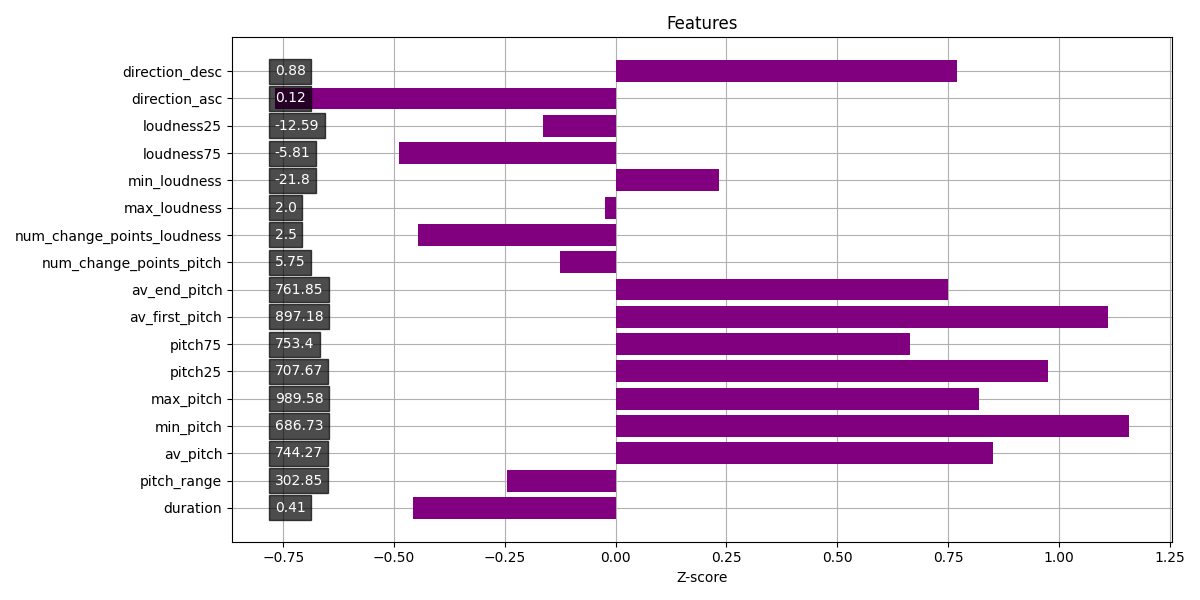 Features
direction_desc 0.88
direction_asc 0.12
loudness25 -12.59
loudness75 -5.81
min_loudness -21.8
max_loudness 2.0
num_change_points_loudness 2.5
num_change_points_pitch 5.75
av_end_pitch 761.85
av_first_pitch 897.18
pitch75 753.4
pitch25 707.67
max_pitch 989.58
min_pitch 686.73
av_pitch 744.27
pitch_range 302.85
duration 0.41
−0.75 −0.50 −0.25 0.00 0.25 0.50 0.75 1.00 1.25
Z-score